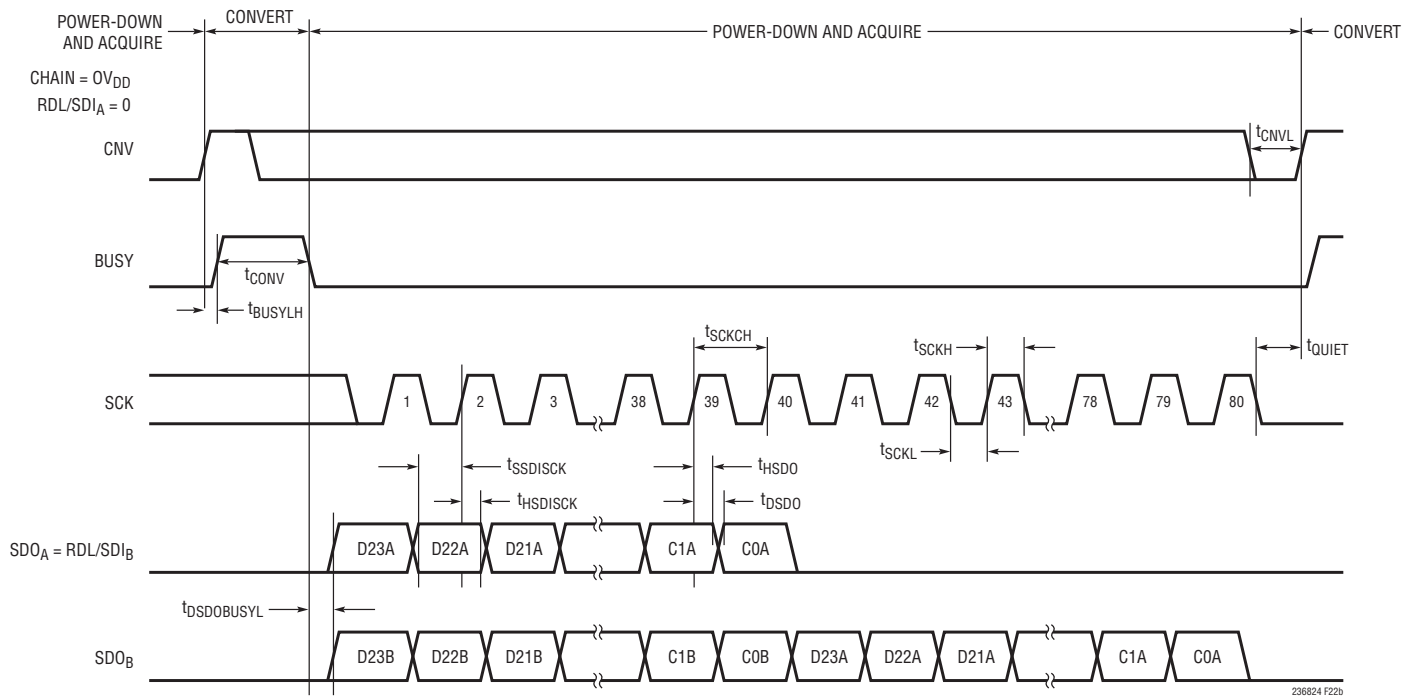 POWER-DOWN
AND ACQUIRE
CONVERT
POWER-DOWN AND ACQUIRE
CONVERT
CHAIN = OVDD
RDL/SDIA = 0
CNV
tCNVL
BUSY
tCONV
tBUSYLH
tSCKCH
tSCKH
tQUIET
SCK
1 2 3 38 39 40 41 42 43 78 79 80
tSCKL
tSSDISCK
tHSDO
tHSDISCK
tDSDO
SDOA = RDL/SDIB
D23A D22A D21A C1A C0A
tDSDOBUSYL
SDOB
D23B D22B D21B C1B C0B D23A D22A D21A C1A C0A
236824 F22b